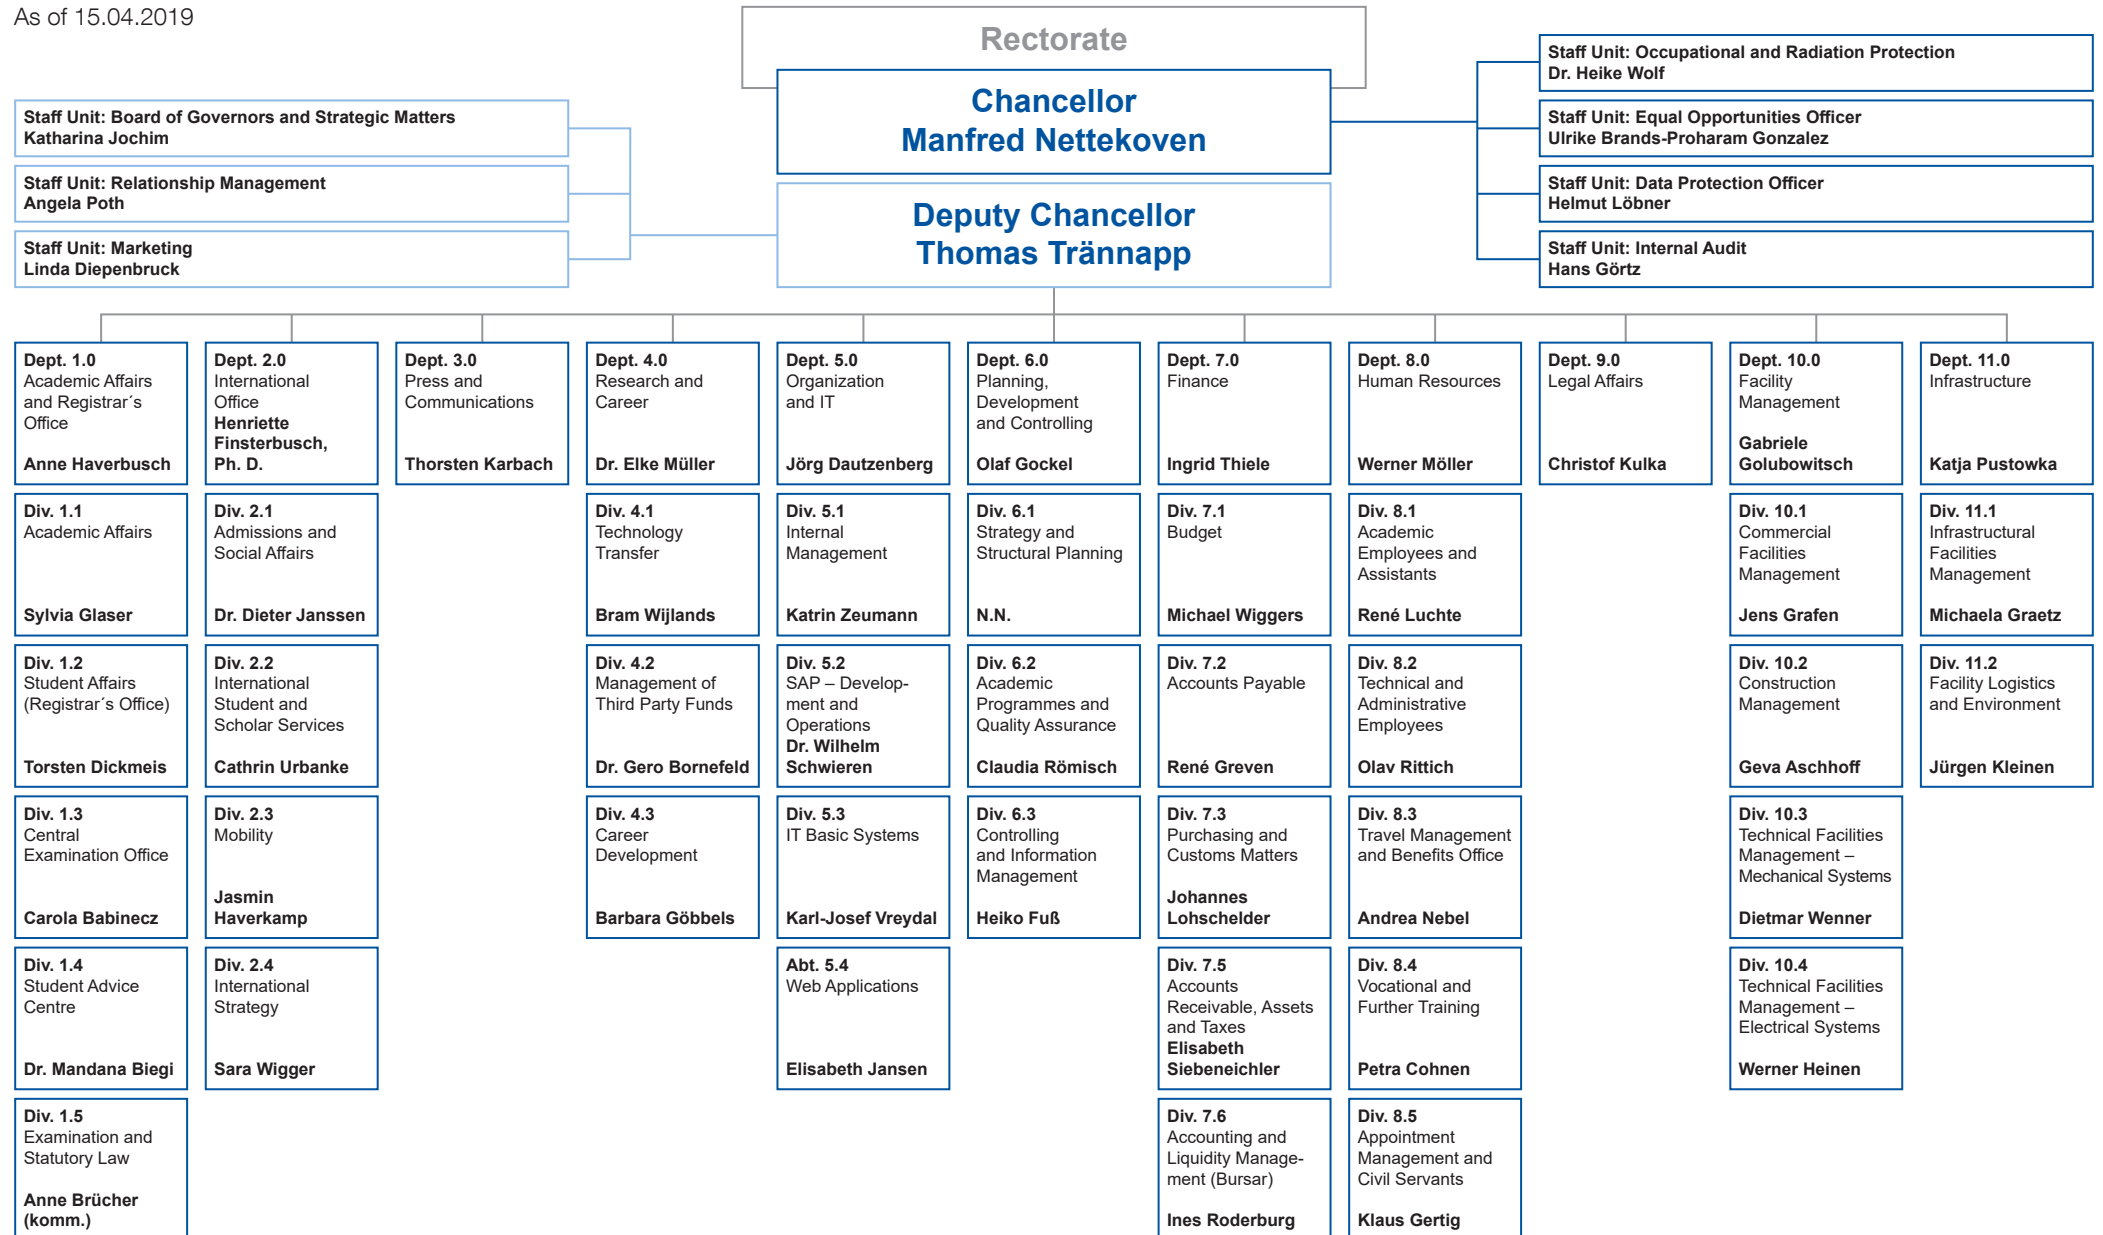 As of 15.04.2019
Rectorate
Chancellor
Manfred Nettekoven
Deputy Chancellor
Thomas Trännapp
Staff Unit: Board of Governors and Strategic Matters
Katharina Jochim
Staff Unit: Relationship Management
Angela Poth
Staff Unit: Marketing
Linda Diepenbruck
Staff Unit: Occupational and Radiation Protection
Dr. Heike Wolf
Staff Unit: Equal Opportunities Officer
Ulrike Brands-Proharam Gonzalez
Staff Unit: Data Protection Officer
Helmut Löbner
Staff Unit: Internal Audit
Hans Görtz
Dept. 1.0
Academic Affairs
and Registrar´s
Office
Anne Haverbusch
Div. 1.1
Academic Affairs
Sylvia Glaser
Div. 1.2
Student Affairs
(Registrar´s Office)
Torsten Dickmeis
Div. 1.3
Central
Examination Office
Carola Babinecz
Div. 1.4
Student Advice
Centre
Dr. Mandana Biegi
Div. 1.5
Examination and
Statutory Law
Anne Brücher
(komm.)
Dept. 2.0
International
Office
Henriette
Finsterbusch,
Ph. D.
Div. 2.1
Admissions and
Social Affairs
Dr. Dieter Janssen
Div. 2.2
International
Student and
Scholar Services
Cathrin Urbanke
Div. 2.3
Mobility
Jasmin
Haverkamp
Div. 2.4
International
Strategy
Sara Wigger
Dept. 3.0
Press and
Communications
Thorsten Karbach
Dept. 4.0
Research and
Career
Dr. Elke Müller
Div. 4.1
Technology
Transfer
Bram Wijlands
Div. 4.2
Management of
Third Party Funds
Dr. Gero Bornefeld
Div. 4.3
Career
Development
Barbara Göbbels
Dept. 5.0
Organization
and IT
Jörg Dautzenberg
Div. 5.1
Internal
Management
Katrin Zeumann
Div. 5.2
SAP – Develop-
ment and
Operations
Dr. Wilhelm
Schwieren
Div. 5.3
IT Basic Systems
Karl-Josef Vreydal
Abt. 5.4
Web Applications
Elisabeth Jansen
Dept. 6.0
Planning,
Development
and Controlling
Olaf Gockel
Div. 6.1
Strategy and
Structural Planning
N.N.
Div. 6.2
Academic
Programmes and
Quality Assurance
Claudia Römisch
Div. 6.3
Controlling
and Information
Management
Heiko Fuß
Dept. 7.0
Finance
Ingrid Thiele
Div. 7.1
Budget
Michael Wiggers
Div. 7.2
Accounts Payable
René Greven
Div. 7.3
Purchasing and
Customs Matters
Johannes
Lohschelder
Div. 7.5
Accounts
Receivable, Assets
and Taxes
Elisabeth
Siebeneichler
Div. 7.6
Accounting and
Liquidity Manage-
ment (Bursar)
Ines Roderburg
Dept. 8.0
Human Resources
Werner Möller
Div. 8.1
Academic
Employees and
Assistants
René Luchte
Div. 8.2
Technical and
Administrative
Employees
Olav Rittich
Div. 8.3
Travel Management
and Benefits Office
Andrea Nebel
Div. 8.4
Vocational and
Further Training
Petra Cohnen
Div. 8.5
Appointment
Management and
Civil Servants
Klaus Gertig
Dept. 9.0
Legal Affairs
Christof Kulka
Dept. 10.0
Facility
Management
Gabriele
Golubowitsch
Div. 10.1
Commercial
Facilities
Management
Jens Grafen
Div. 10.2
Construction
Management
Geva Aschhoff
Div. 10.3
Technical Facilities
Management –
Mechanical Systems
Dietmar Wenner
Div. 10.4
Technical Facilities
Management –
Electrical Systems
Werner Heinen
Dept. 11.0
Infrastructure
Katja Pustowka
Div. 11.1
Infrastructural
Facilities
Management
Michaela Graetz
Div. 11.2
Facility Logistics
and Environment
Jürgen Kleinen